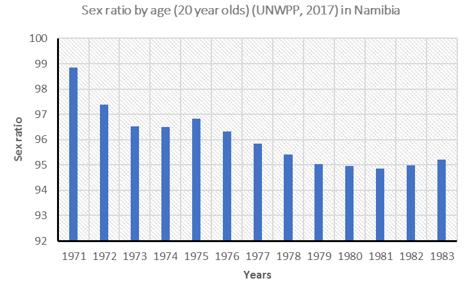 Sex ratio by age (20 year olds) (UNWPP, 2017) in Namibia
100
99
98
97
96
95
94
93
92
Sex ratio
1971 1972 1973 1974 1975 1976 1977 1978 1979 1980 1981 1982 1983
Years